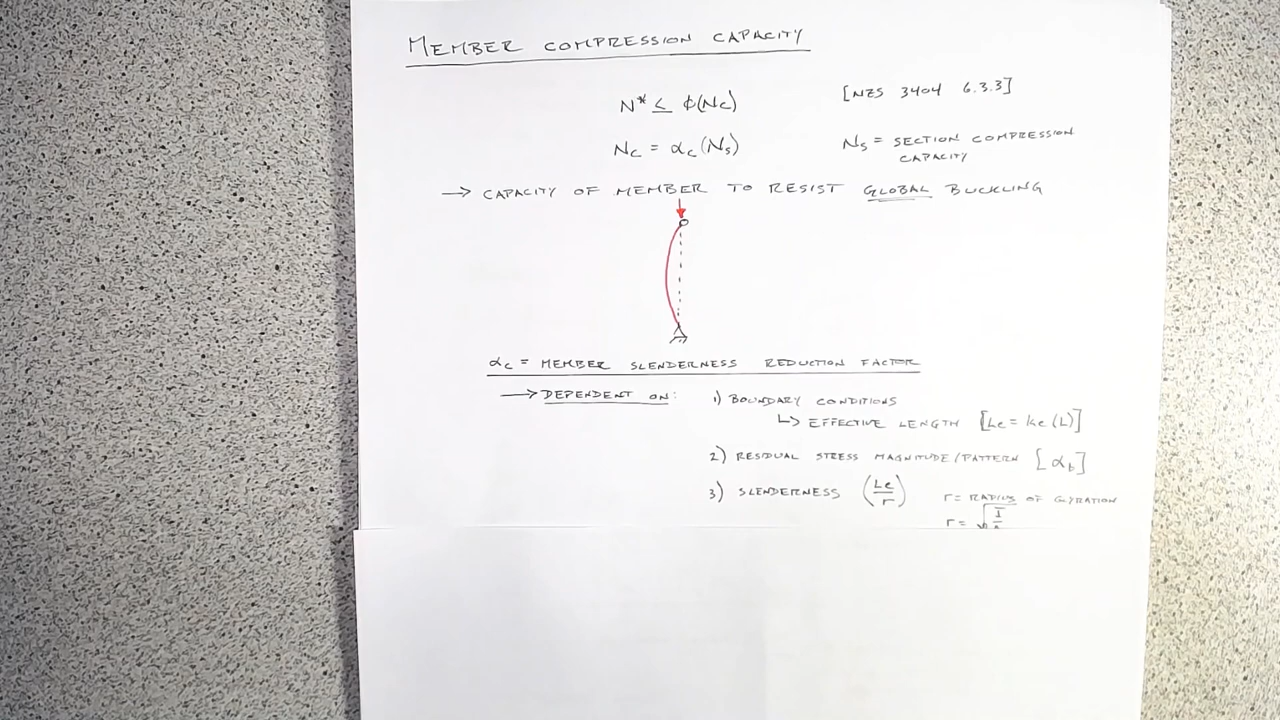 MEMBER COMPRESSION CAPACITY
N* ≤ ϕ(Nc) [NZS 3404 6.3.3]
Nc = αc(Ns) Ns = SECTION COMPRESSION CAPACITY
→ CAPACITY OF MEMBER TO RESIST GLOBAL BUCKLING
αc = MEMBER SLENDERNESS REDUCTION FACTOR
→ DEPENDENT ON: 1) BOUNDARY CONDITIONS
↳ EFFECTIVE LENGTH [Le = ke(L)]
2) RESIDUAL STRESS MAGNITUDE/PATTERN [αb]
3) SLENDERNESS (Le/r) r = RADIUS OF GYRATION
r = √I